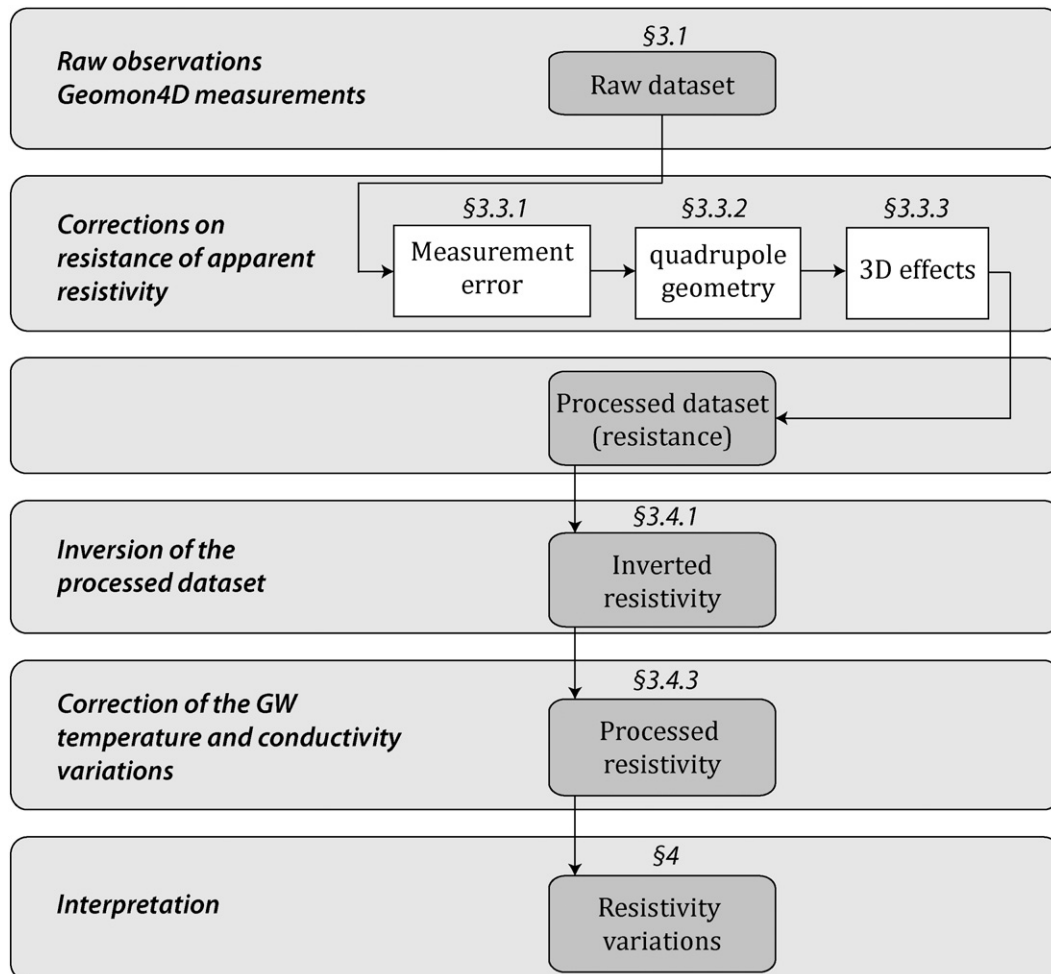 Raw observations
Geomon4D measurements
§3.1
Raw dataset
Corrections on
resistance of apparent
resistivity
§3.3.1
Measurement
error
§3.3.2
quadrupole
geometry
§3.3.3
3D effects
Processed dataset
(resistance)
Inversion of the
processed dataset
§3.4.1
Inverted
resistivity
Correction of the GW
temperature and conductivity
variations
§3.4.3
Processed
resistivity
Interpretation
§4
Resistivity
variations